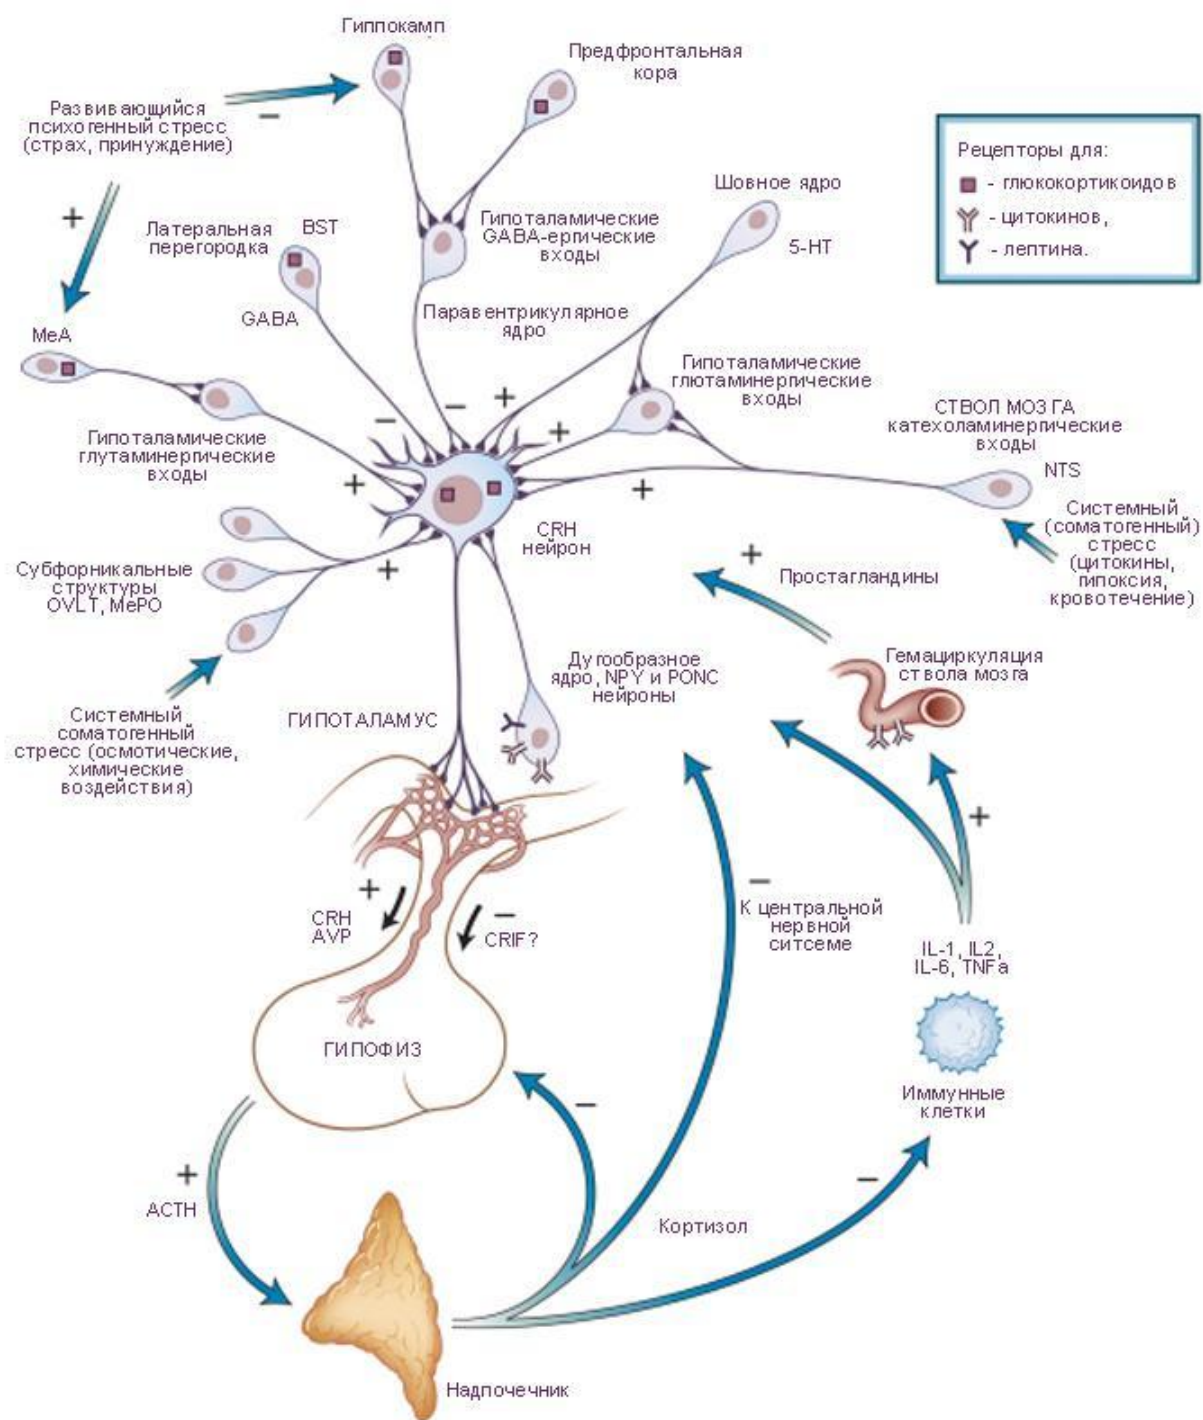 Гиппокамп
Предфронтальная
кора
Развивающийся
психогенный стресс
(страх, принуждение)
−
+
Рецепторы для:
- глюкокортикоидов
- цитокинов,
- лептина.
Шовное ядро
5-HT
Латеральная
перегородка
BST
Гипоталамические
GABA-ергические
входы
GABA
Паравентрикулярное
ядро
MeA
Гипоталамические
глютаминергические
входы
СТВОЛ МОЗГА
катехоламинергические
входы
NTS
−
−
+
+
+
+
Гипоталамические
глутаминергические
входы
CRH
нейрон
Системный
(соматогенный)
стресс
(цитокины,
гипоксия,
кровотечение)
+
Простагландины
Субфорникальные
структуры
OVLT, MePO
+
Дугообразное
ядро, NPY и PONC
нейроны
Гемациркуляция
ствола мозга
Системный
соматогенный
стресс (осмотические,
химические
воздействия)
ГИПОТАЛАМУС
+
+
CRH
AVP
−
CRIF?
−
К центральной
нервной
ситсеме
IL-1, IL2,
IL-6, TNFa
ГИПОФИЗ
Иммунные
клетки
−
+
ACTH
−
Кортизол
Надпочечник